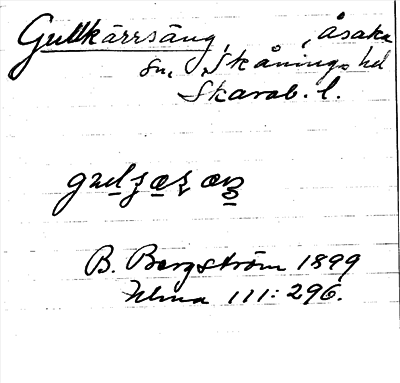 Gullkärrsäng, Åsaka
sn, Skånings hd
Skarab. l.
B. Bergström 1899
Ulma 111:296.